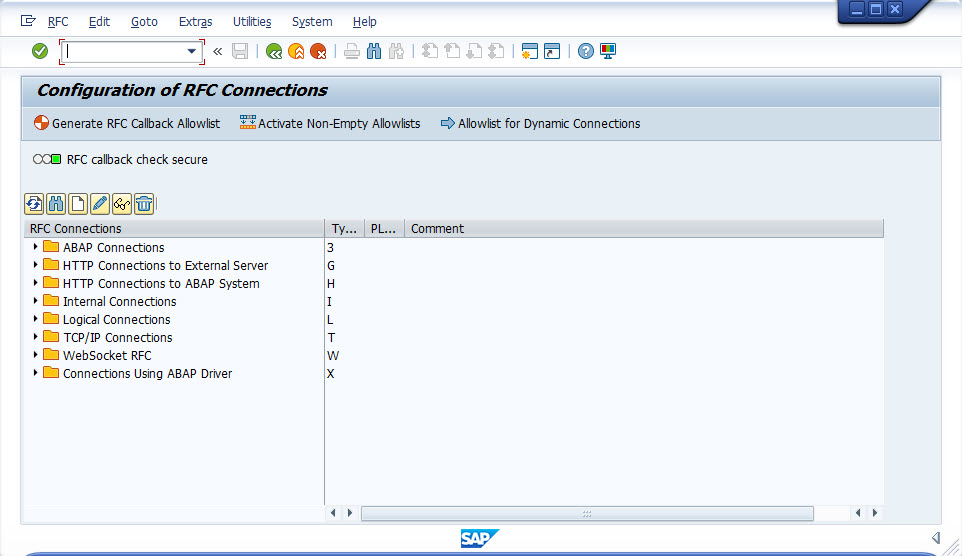 RFC Edit Goto Extras Utilities System Help
«
Configuration of RFC Connections
Generate RFC Callback Allowlist Activate Non-Empty Allowlists Allowlist for Dynamic Connections
RFC callback check secure
RFC Connections Ty... PL... Comment
ABAP Connections 3
HTTP Connections to External Server G
HTTP Connections to ABAP System H
Internal Connections I
Logical Connections L
TCP/IP Connections T
WebSocket RFC W
Connections Using ABAP Driver X
SAP